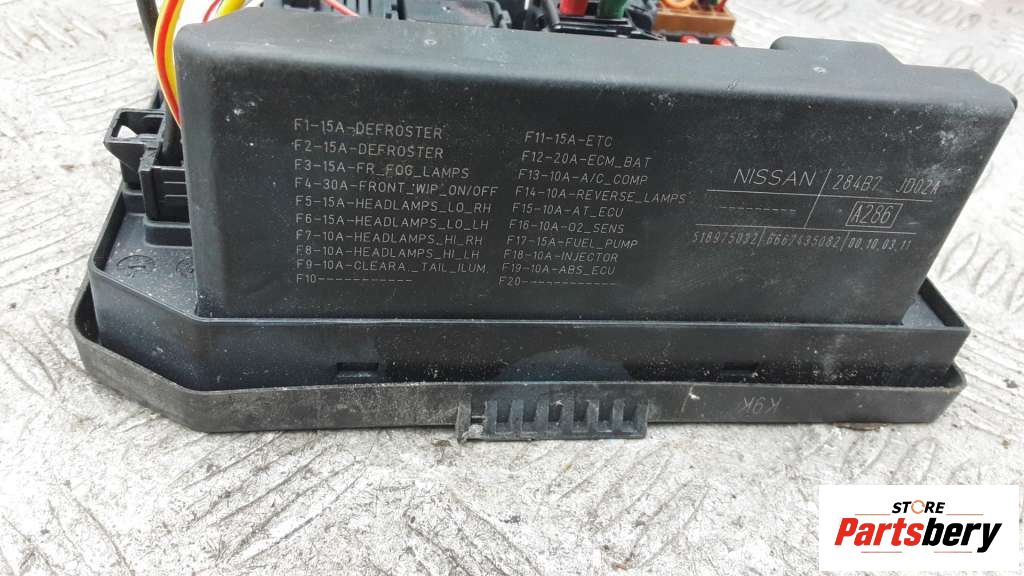 F1-15A-DEFROSTER
F2-15A-DEFROSTER
F3-15A-FR_FOG_LAMPS
F4-30A-FRONT_WIP_ON/OFF
F5-15A-HEADLAMPS_LO_RH
F6-15A-HEADLAMPS_LO_LH
F7-10A-HEADLAMPS_HI_RH
F8-10A-HEADLAMPS_HI_LH
F9-10A-CLEARA._TAIL_ILUM.
F10------------
F11-15A-ETC
F12-20A-ECM_BAT
F13-10A-A/C_COMP
F14-10A-REVERSE_LAMPS
F15-10A-AT_ECU
F16-10A-O2_SENS
F17-15A-FUEL_PUMP
F18-10A-INJECTOR
F19-10A-ABS_ECU
F20------------
NISSAN 284B7 JD02A
--------- A286
518975032/6667435082/00.10.03.11
K9K
STORE
Partsbery